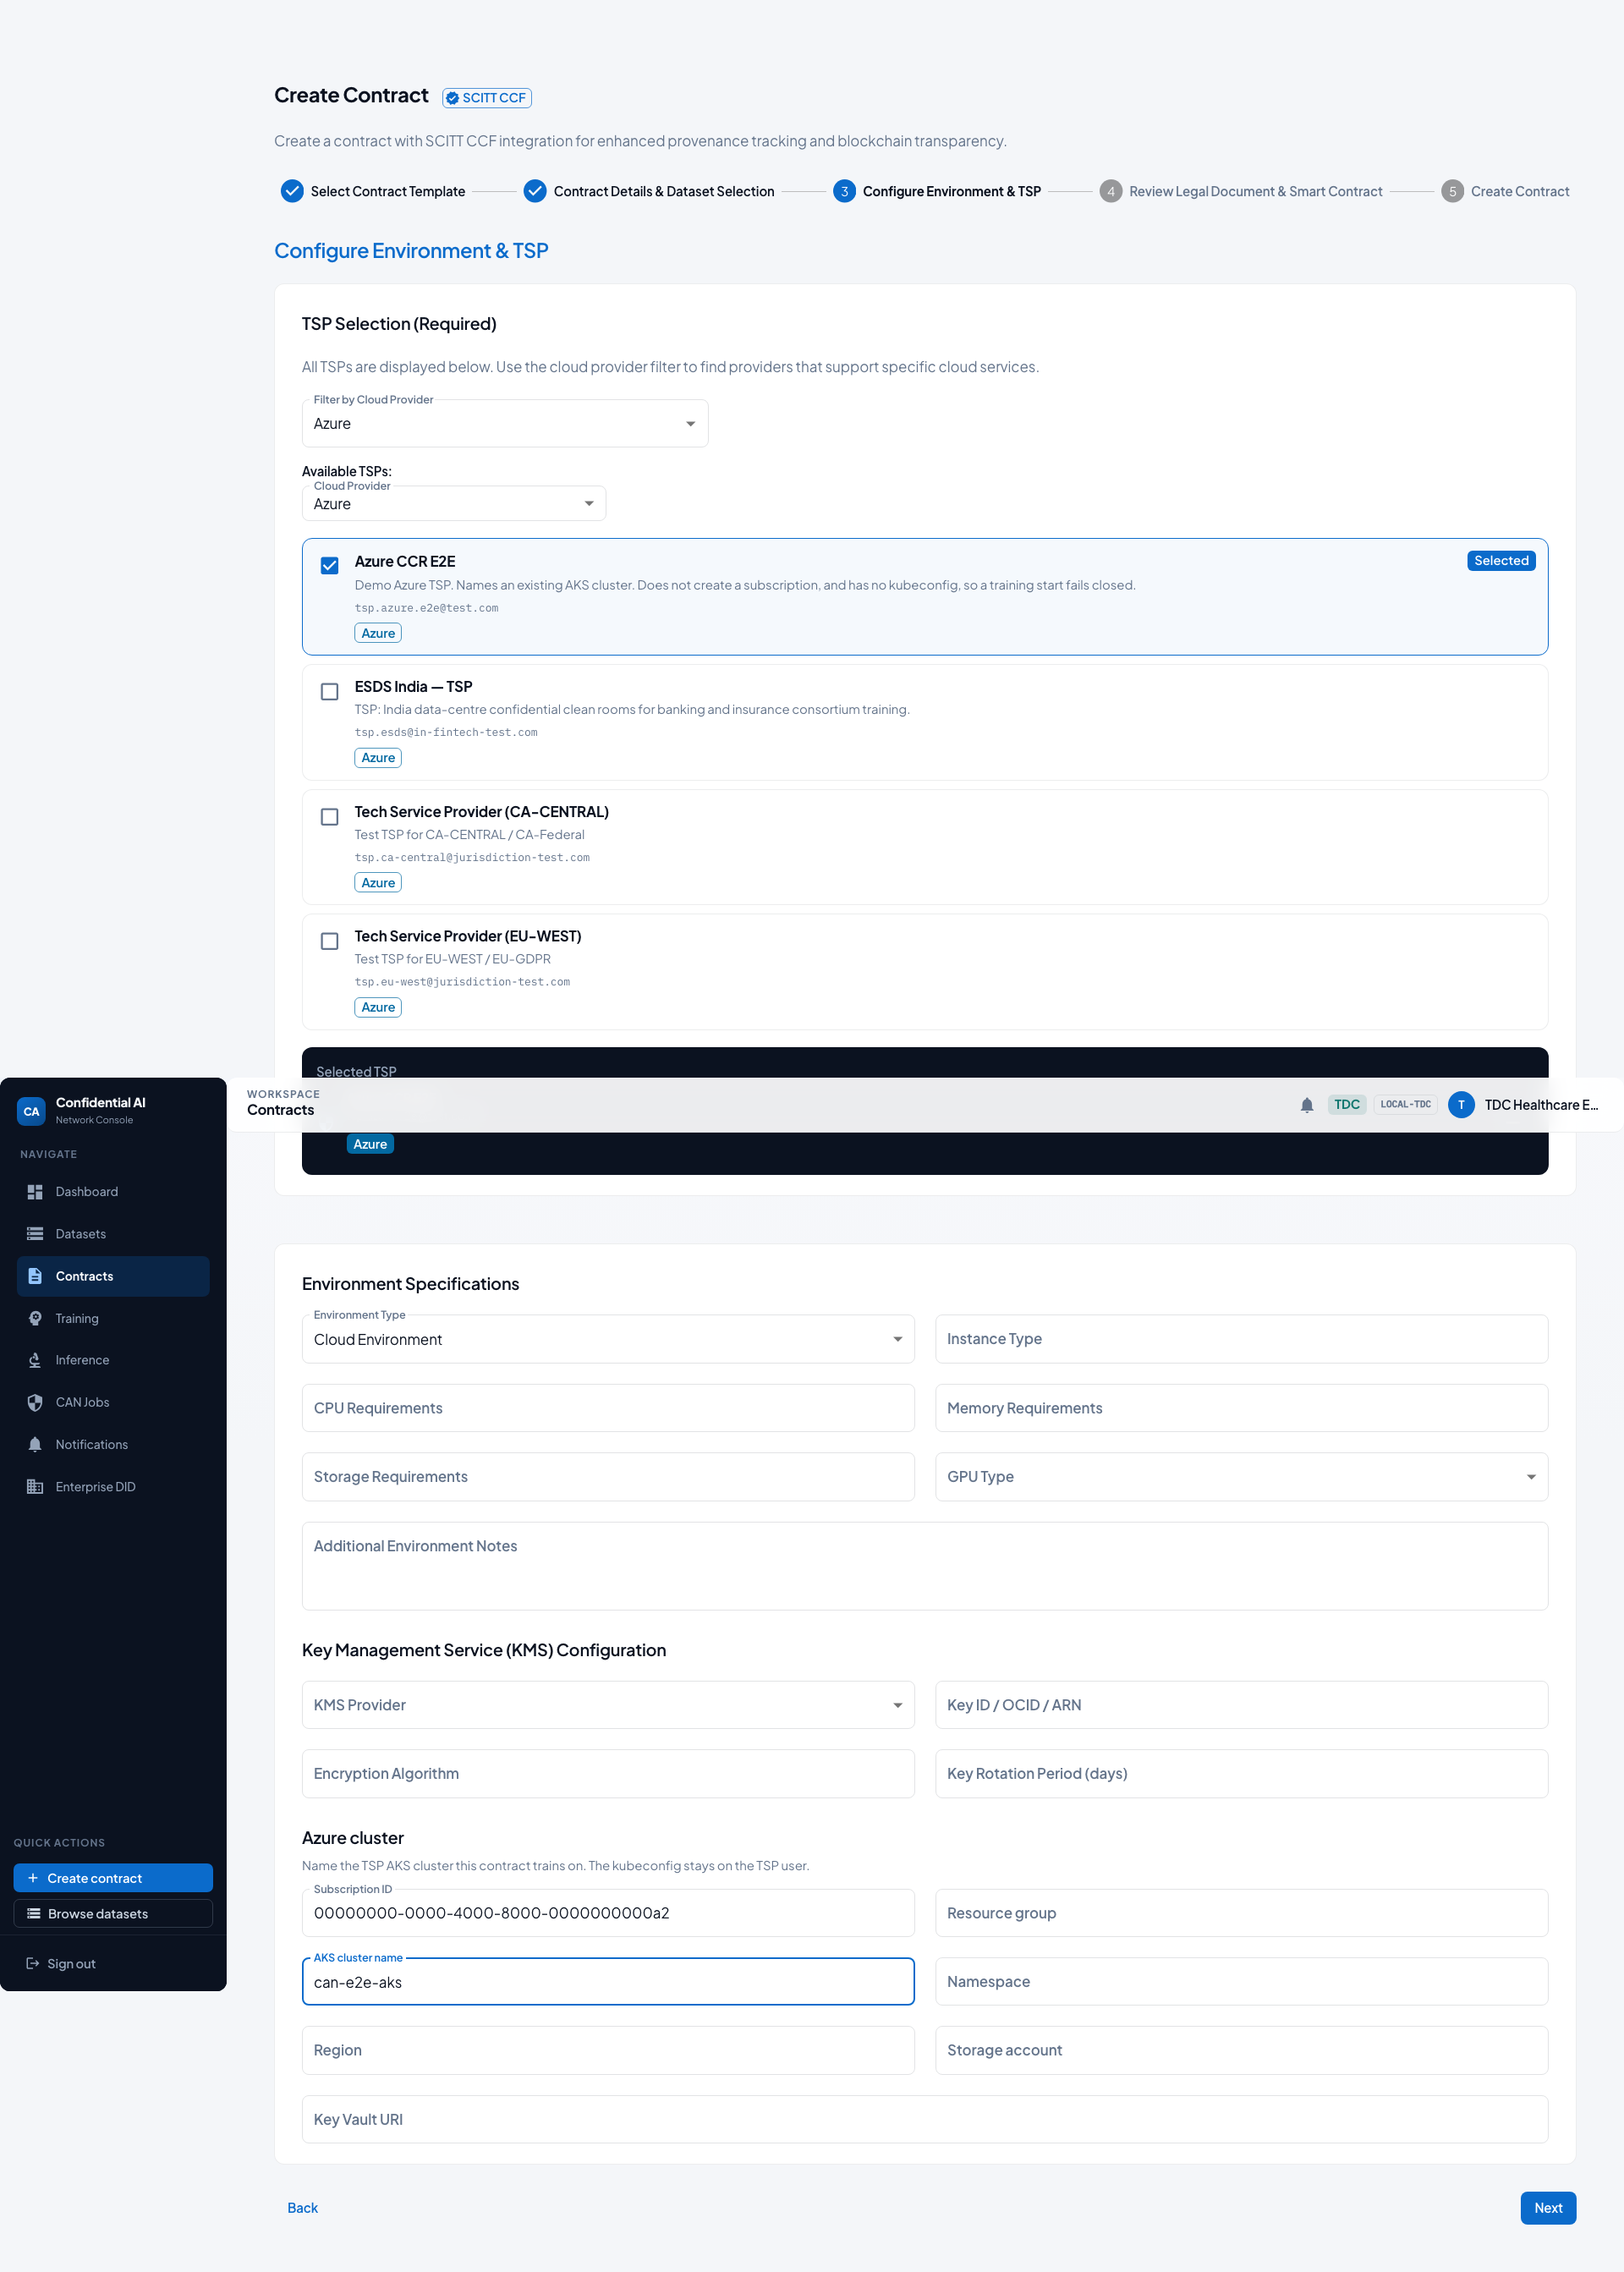 Create Contract
SCITT CCF
Create a contract with SCITT CCF integration for enhanced provenance tracking and blockchain transparency.
Select Contract Template
Contract Details & Dataset Selection
3 Configure Environment & TSP
4 Review Legal Document & Smart Contract
5 Create Contract
Configure Environment & TSP
TSP Selection (Required)
All TSPs are displayed below. Use the cloud provider filter to find providers that support specific cloud services.
Filter by Cloud Provider
Azure
Available TSPs:
Cloud Provider
Azure
Azure CCR E2E
Selected
Demo Azure TSP. Names an existing AKS cluster. Does not create a subscription, and has no kubeconfig, so a training start fails closed.
tsp.azure.e2e@test.com
Azure
ESDS India — TSP
TSP: India data-centre confidential clean rooms for banking and insurance consortium training.
tsp.esds@in-fintech-test.com
Azure
Tech Service Provider (CA-CENTRAL)
Test TSP for CA-CENTRAL / CA-Federal
tsp.ca-central@jurisdiction-test.com
Azure
Tech Service Provider (EU-WEST)
Test TSP for EU-WEST / EU-GDPR
tsp.eu-west@jurisdiction-test.com
Azure
Selected TSP
Azure
WORKSPACE
Contracts
TDC
LOCAL-TDC
T
TDC Healthcare E...
CA
Confidential AI
Network Console
NAVIGATE
Dashboard
Datasets
Contracts
Training
Inference
CAN Jobs
Notifications
Enterprise DID
QUICK ACTIONS
+ Create contract
Browse datasets
Sign out
Environment Specifications
Environment Type
Cloud Environment
Instance Type
CPU Requirements
Memory Requirements
Storage Requirements
GPU Type
Additional Environment Notes
Key Management Service (KMS) Configuration
KMS Provider
Key ID / OCID / ARN
Encryption Algorithm
Key Rotation Period (days)
Azure cluster
Name the TSP AKS cluster this contract trains on. The kubeconfig stays on the TSP user.
Subscription ID
00000000-0000-4000-8000-0000000000a2
Resource group
AKS cluster name
can-e2e-aks
Namespace
Region
Storage account
Key Vault URI
Back
Next